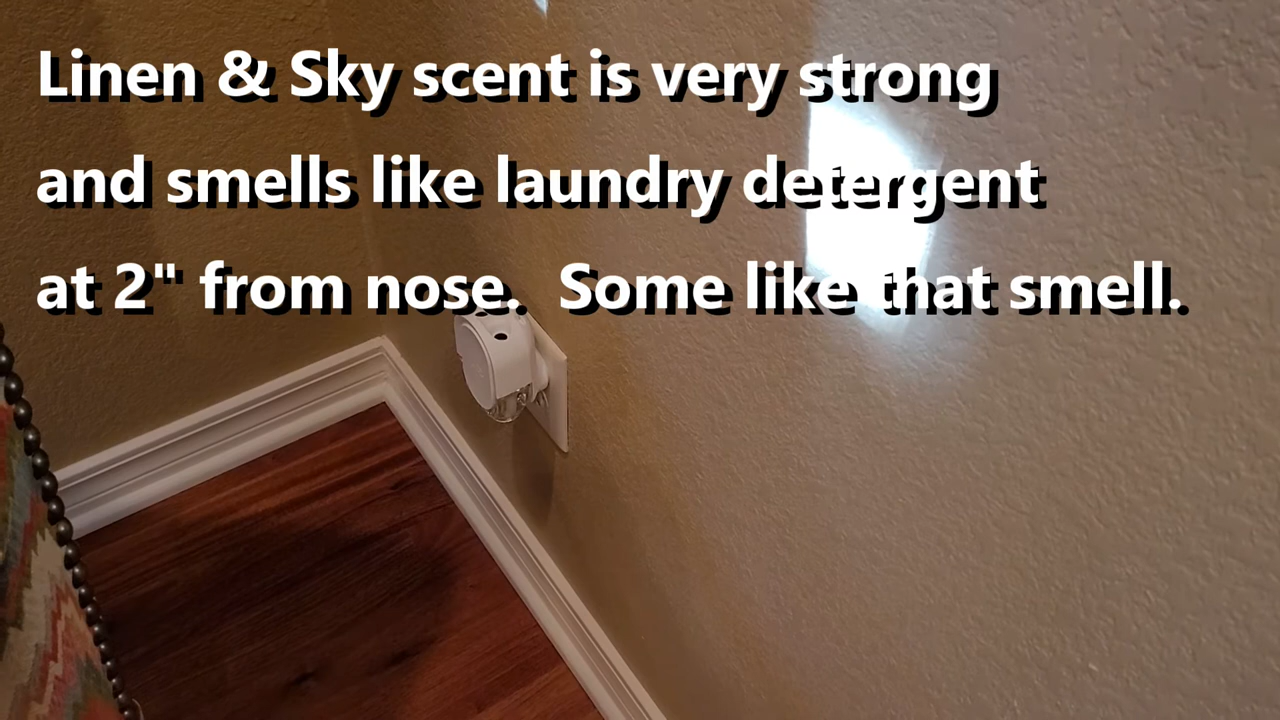 Linen & Sky scent is very strong
and smells like laundry detergent
at 2" from nose.  Some like that smell.